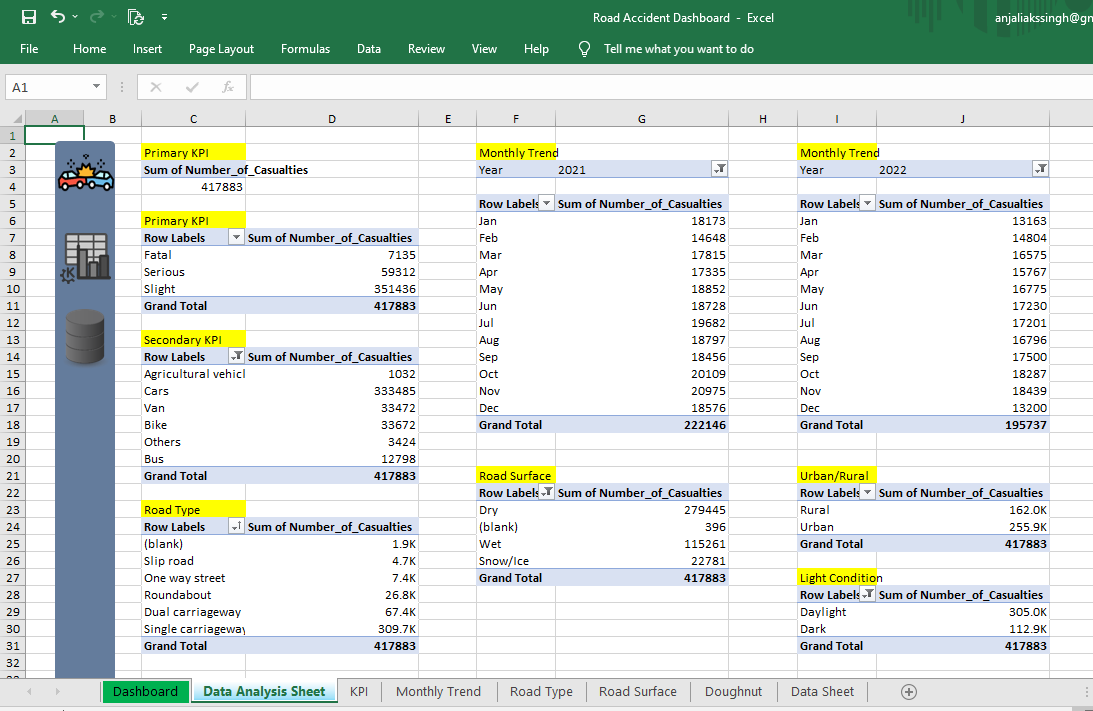 Road Accident Dashboard - Excel
anjaliakssingh@gn
File Home Insert Page Layout Formulas Data Review View Help Tell me what you want to do
A1 fx
A B C D E F G H I J
1
2 Primary KPI Monthly Trend Monthly Trend
3 Sum of Number_of_Casualties Year 2021 Year 2022
4 417883
5 Row Labels Sum of Number_of_Casualties Row Labels Sum of Number_of_Casualties
6 Primary KPI Jan 18173 Jan 13163
7 Row Labels Sum of Number_of_Casualties Feb 14648 Feb 14804
8 Fatal 7135 Mar 17815 Mar 16575
9 Serious 59312 Apr 17335 Apr 15767
10 Slight 351436 May 18852 May 16775
11 Grand Total 417883 Jun 18728 Jun 17230
12 Jul 19682 Jul 17201
13 Secondary KPI Aug 18797 Aug 16796
14 Row Labels Sum of Number_of_Casualties Sep 18456 Sep 17500
15 Agricultural vehicl 1032 Oct 20109 Oct 18287
16 Cars 333485 Nov 20975 Nov 18439
17 Van 33472 Dec 18576 Dec 13200
18 Bike 33672 Grand Total 222146 Grand Total 195737
19 Others 3424
20 Bus 12798
21 Grand Total 417883 Road Surface Urban/Rural
22 Row Labels Sum of Number_of_Casualties Row Labels Sum of Number_of_Casualties
23 Road Type Dry 279445 Rural 162.0K
24 Row Labels Sum of Number_of_Casualties (blank) 396 Urban 255.9K
25 (blank) 1.9K Wet 115261 Grand Total 417883
26 Slip road 4.7K Snow/Ice 22781
27 One way street 7.4K Grand Total 417883 Light Condition
28 Roundabout 26.8K Row Labels Sum of Number_of_Casualties
29 Dual carriageway 67.4K Daylight 305.0K
30 Single carriageway 309.7K Dark 112.9K
31 Grand Total 417883 Grand Total 417883
32
Dashboard Data Analysis Sheet KPI Monthly Trend Road Type Road Surface Doughnut Data Sheet